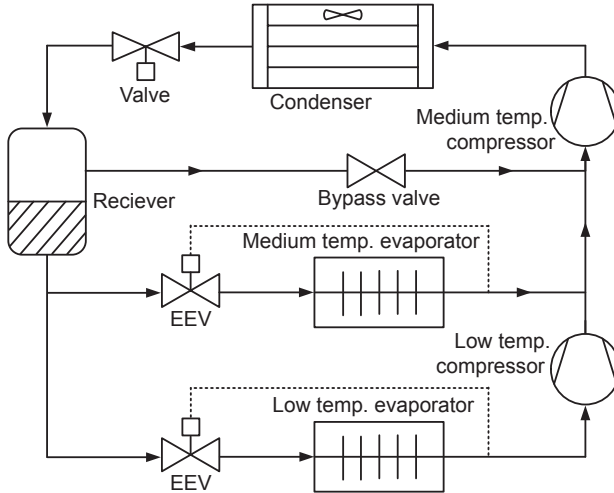 Valve
Condenser
Medium temp.
compressor
Reciever
Bypass valve
Medium temp. evaporator
EEV
Low temp.
compressor
Low temp. evaporator
EEV